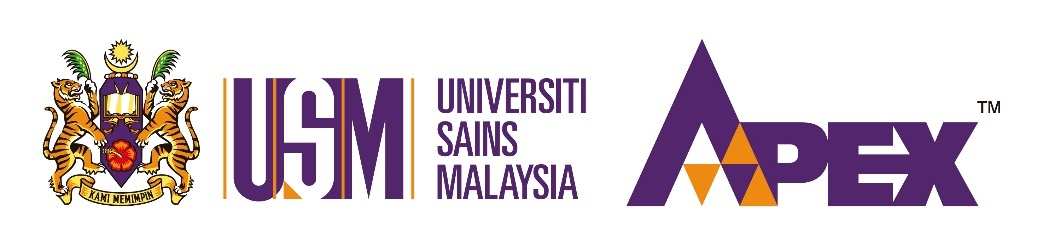 KAMI MEMIMPIN
USM
UNIVERSITI
SAINS
MALAYSIA
APEX
TM